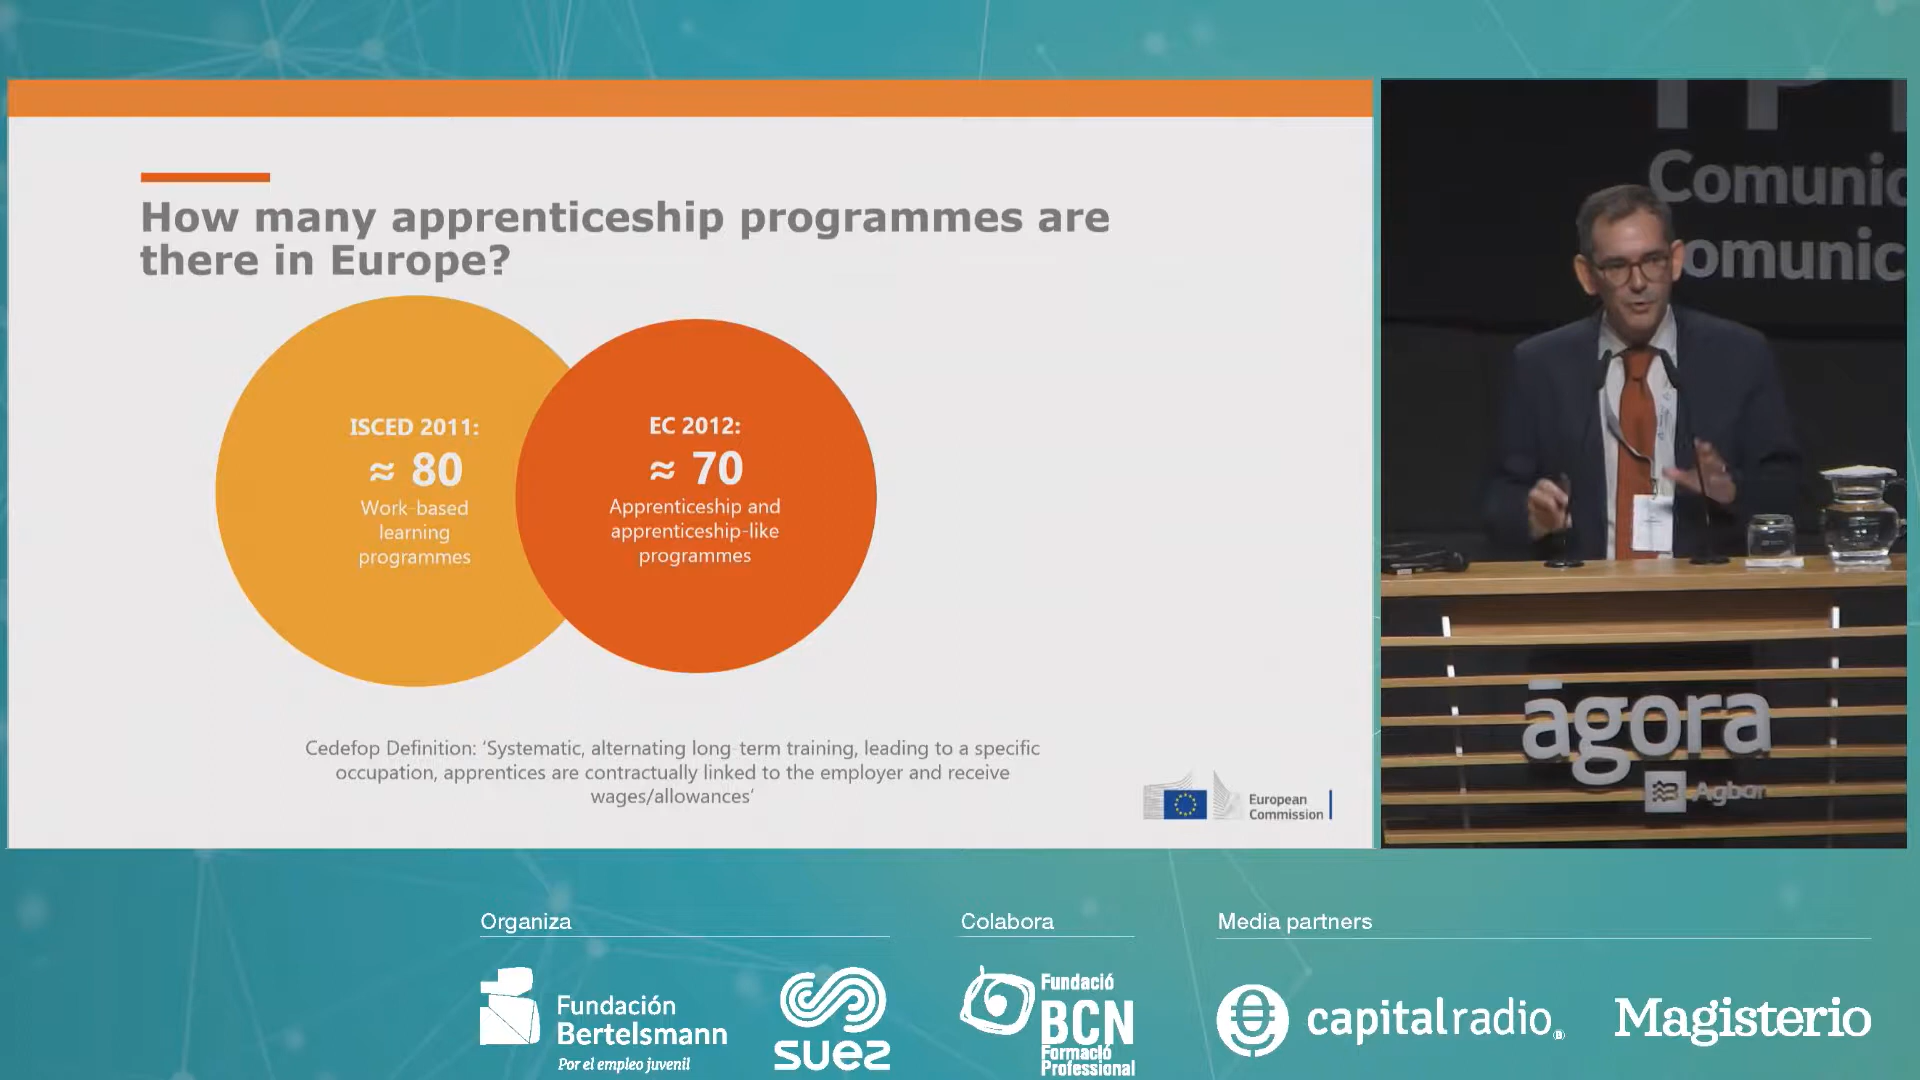 How many apprenticeship programmes are
there in Europe?
ISCED 2011:
≈ 80
Work-based
learning
programmes
EC 2012:
≈ 70
Apprenticeship and
apprenticeship-like
programmes
Cedefop Definition: ‘Systematic, alternating long-term training, leading to a specific
occupation, apprentices are contractually linked to the employer and receive
wages/allowances’
European
Commission
Comunic
omunic
āgora
Agbar
Organiza
Fundación
Bertelsmann
Por el empleo juvenil
suez
Colabora
Fundació
BCN
Formació
Professional
Media partners
capitalradio
Magisterio